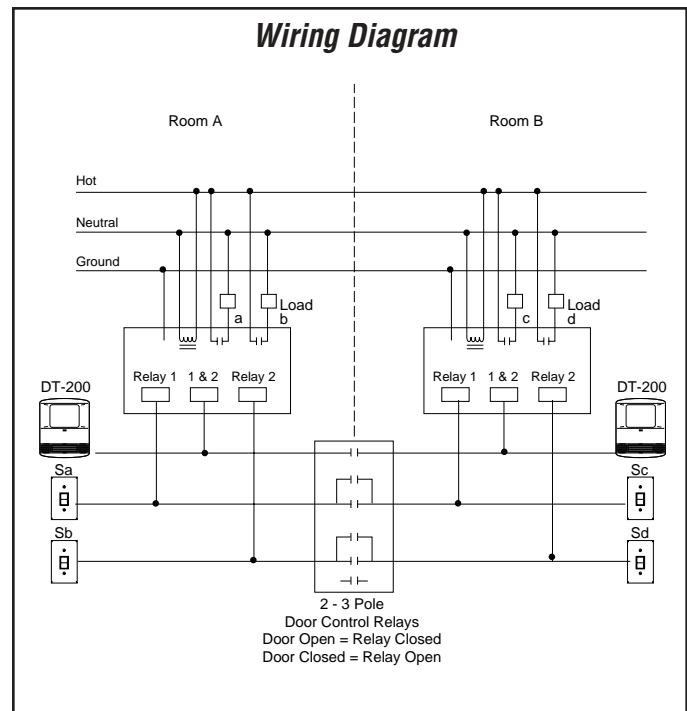 Wiring Diagram
Room A
Room B
Hot
Neutral
Ground
a
Load
b
c
Load
d
Relay 1
1 & 2
Relay 2
Relay 1
1 & 2
Relay 2
DT-200
DT-200
Sa
Sc
Sb
Sd
2 - 3 Pole
Door Control Relays
Door Open = Relay Closed
Door Closed = Relay Open